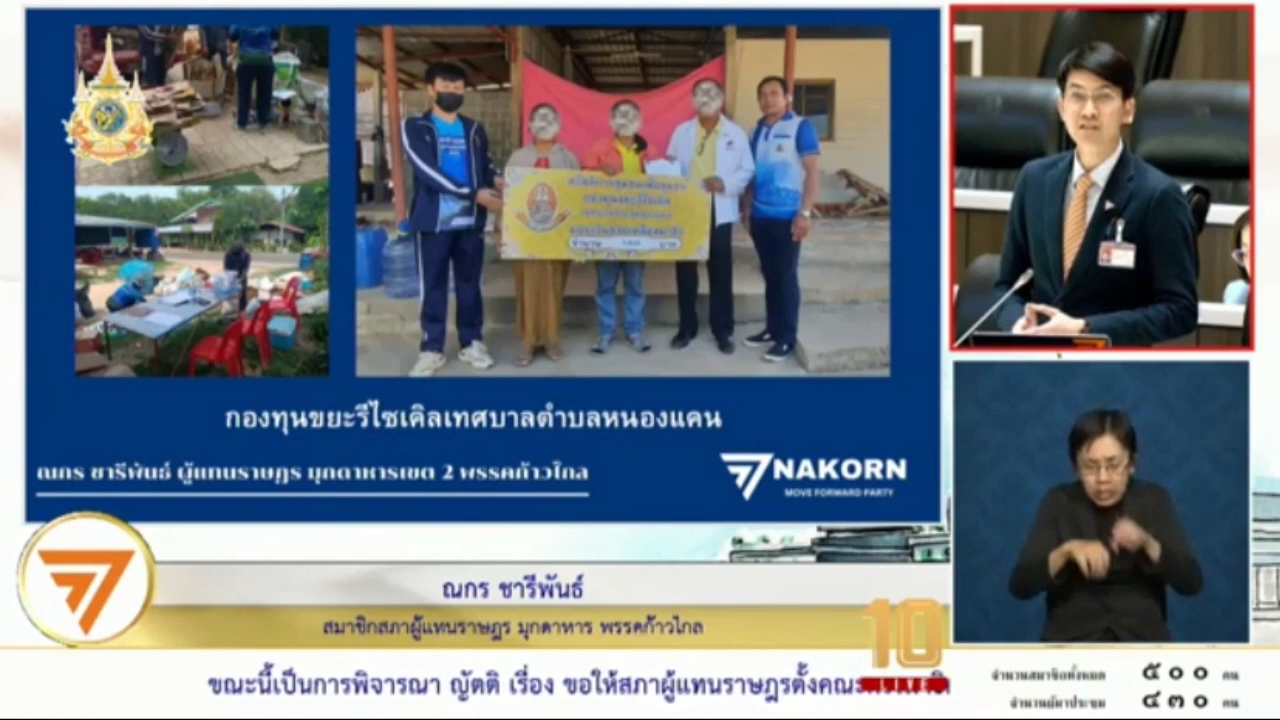 จำนวน บาท
กองทุนขยะรีไซเคิลเทศบาลตำบลหนองแคน
ณกร ชารีพันธ์ ผู้แทนราษฎร มุกดาหารเขต 2 พรรคก้าวไกล
NAKORN
MOVE FORWARD PARTY
ณกร ชารีพันธ์
สมาชิกสภาผู้แทนราษฎร มุกดาหาร พรรคก้าวไกล
10
LIVE
ขณะนี้เป็นการพิจารณา ญัตติ เรื่อง ขอให้สภาผู้แทนราษฎรตั้งคณะ
จำนวนสมาชิกทั้งหมด ๕๐๐ คน
จำนวนผู้มาประชุม ๔๓๐ คน